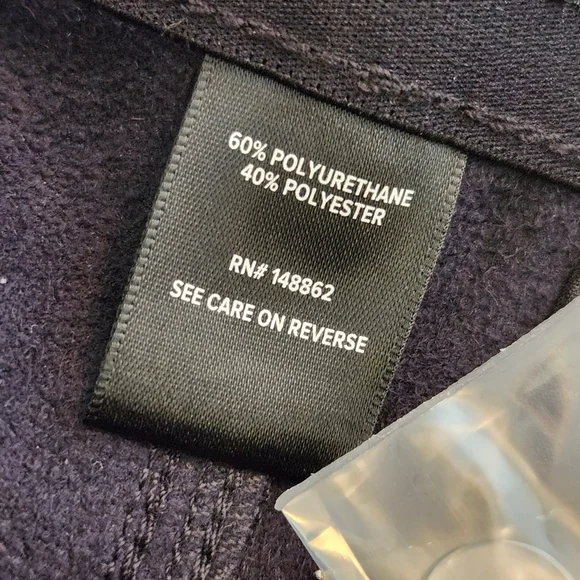 60% POLYURETHANE
40% POLYESTER
RN# 148862
SEE CARE ON REVERSE